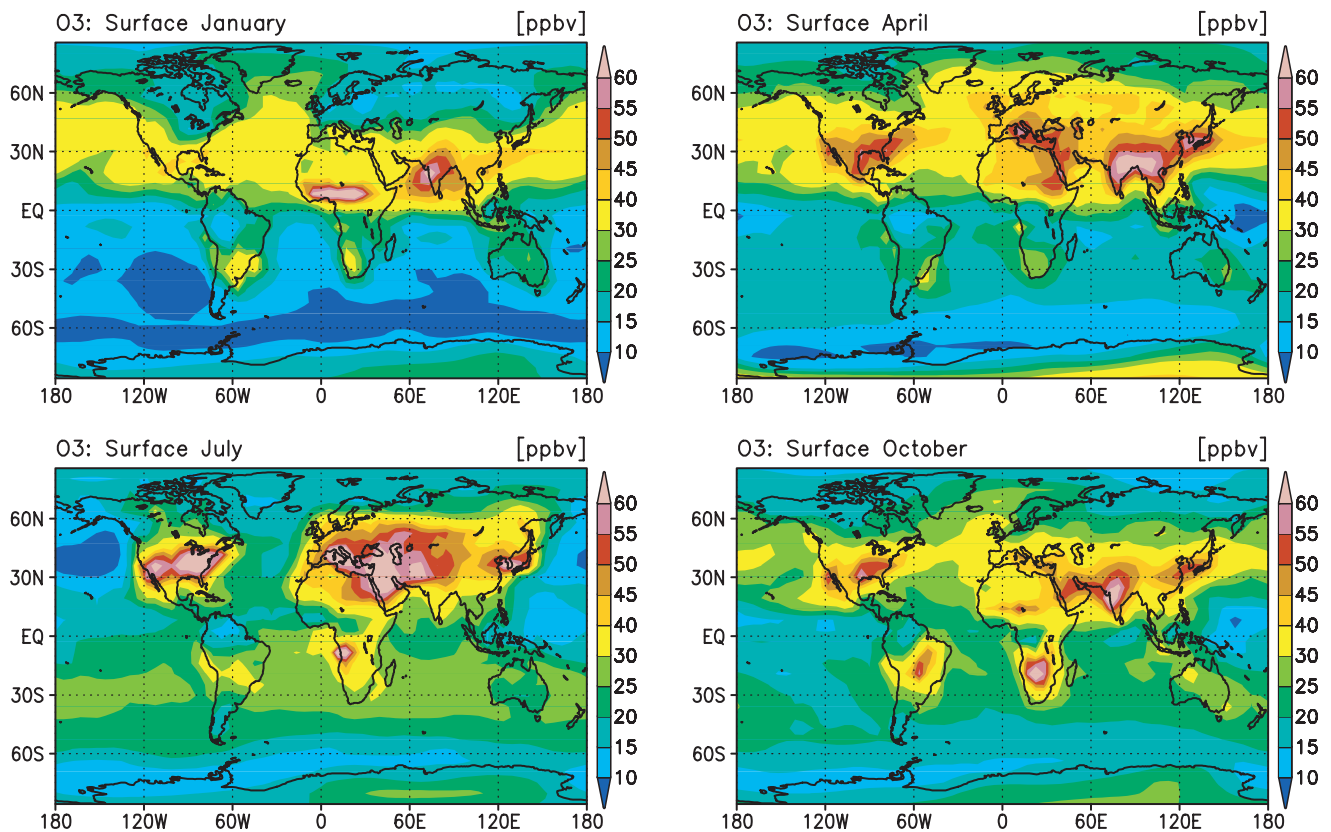 O3: Surface January [ppbv]
60N
30N
EQ
30S
60S
180 120W 60W 0 60E 120E 180
60
55
50
45
40
30
25
20
15
10
O3: Surface April [ppbv]
60N
30N
EQ
30S
60S
180 120W 60W 0 60E 120E 180
60
55
50
45
40
30
25
20
15
10
O3: Surface July [ppbv]
60N
30N
EQ
30S
60S
180 120W 60W 0 60E 120E 180
60
55
50
45
40
30
25
20
15
10
O3: Surface October [ppbv]
60N
30N
EQ
30S
60S
180 120W 60W 0 60E 120E 180
60
55
50
45
40
30
25
20
15
10